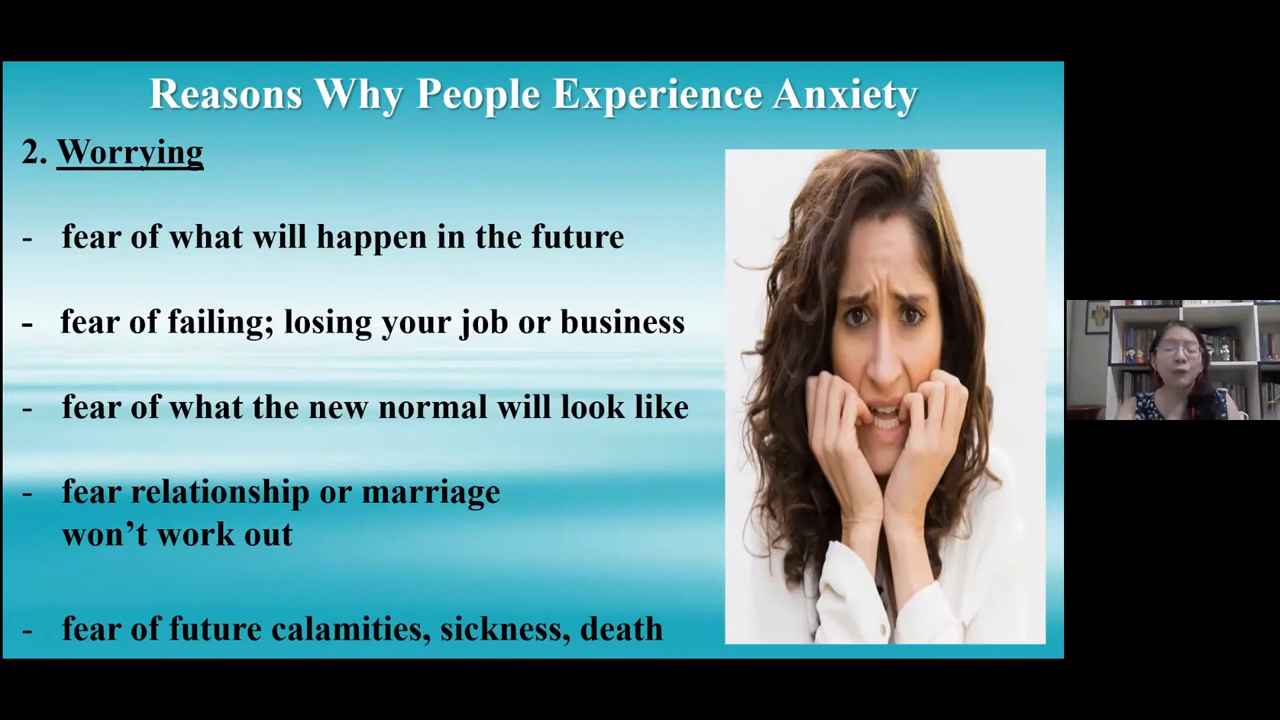 Reasons Why People Experience Anxiety
2. Worrying
- fear of what will happen in the future
- fear of failing; losing your job or business
- fear of what the new normal will look like
- fear relationship or marriage
won’t work out
- fear of future calamities, sickness, death